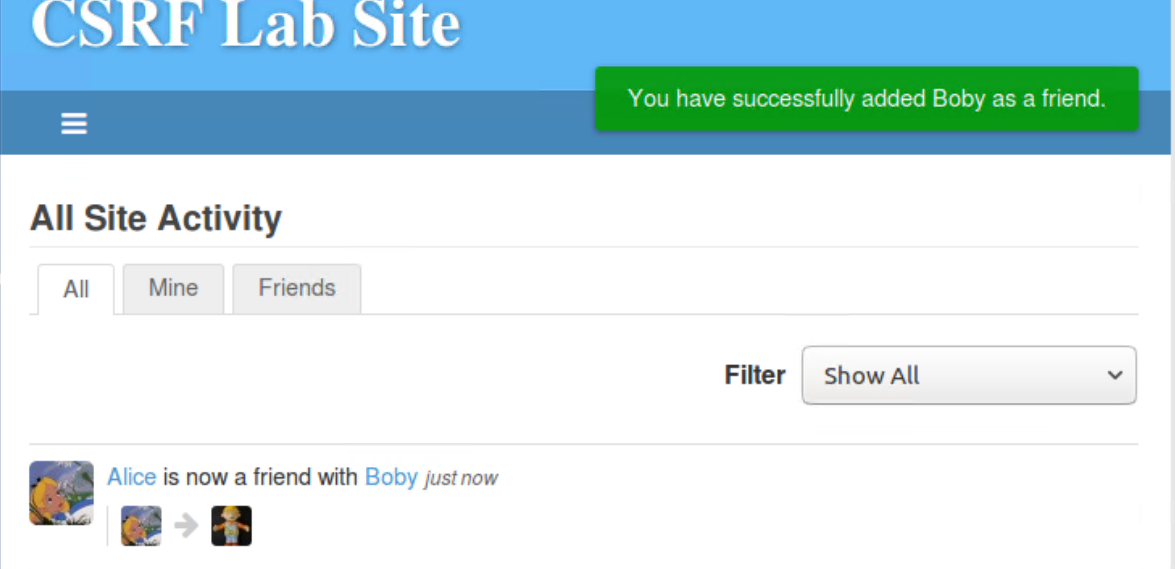 CSRF Lab Site
You have successfully added Boby as a friend.
All Site Activity
All Mine Friends
Filter Show All
Alice is now a friend with Boby just now